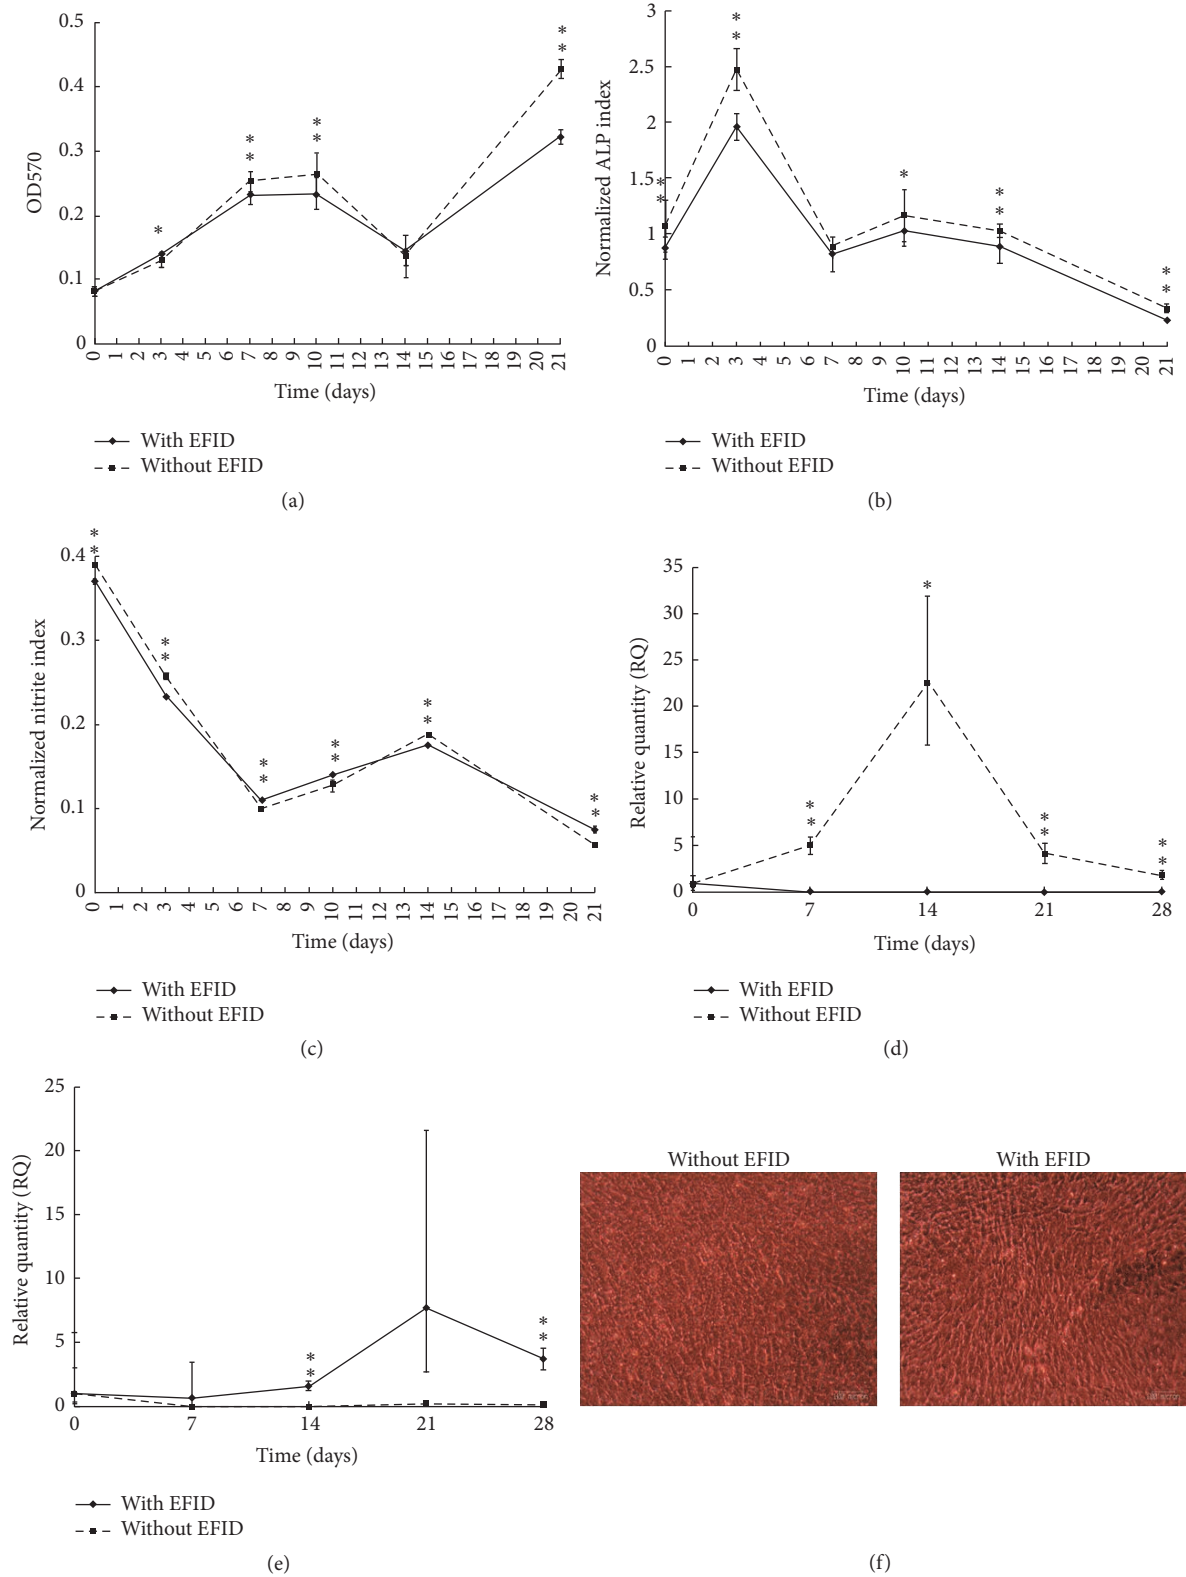 0.5
0.4
0.3
0.2
0.1
0
OD570
* *
* *
* *
*
0 1 2 3 4 5 6 7 8 9 10 11 12 13 14 15 16 17 18 19 20 21
Time (days)
With EFID
Without EFID
(a)
3
2.5
2
1.5
1
0.5
0
Normalized ALP index
* *
* *
*
* *
* *
0 1 2 3 4 5 6 7 8 9 10 11 12 13 14 15 16 17 18 19 20 21
Time (days)
With EFID
Without EFID
(b)
0.4
0.3
0.2
0.1
0
Normalized nitrite index
* *
* *
* *
* *
* *
* *
0 1 2 3 4 5 6 7 8 9 10 11 12 13 14 15 16 17 18 19 20 21
Time (days)
With EFID
Without EFID
(c)
35
30
25
20
15
10
5
0
Relative quantity (RQ)
* *
*
* *
* *
0 7 14 21 28
Time (days)
With EFID
Without EFID
(d)
25
20
15
10
5
0
Relative quantity (RQ)
* *
* *
0 7 14 21 28
Time (days)
With EFID
Without EFID
(e)
Without EFID
With EFID
(f)